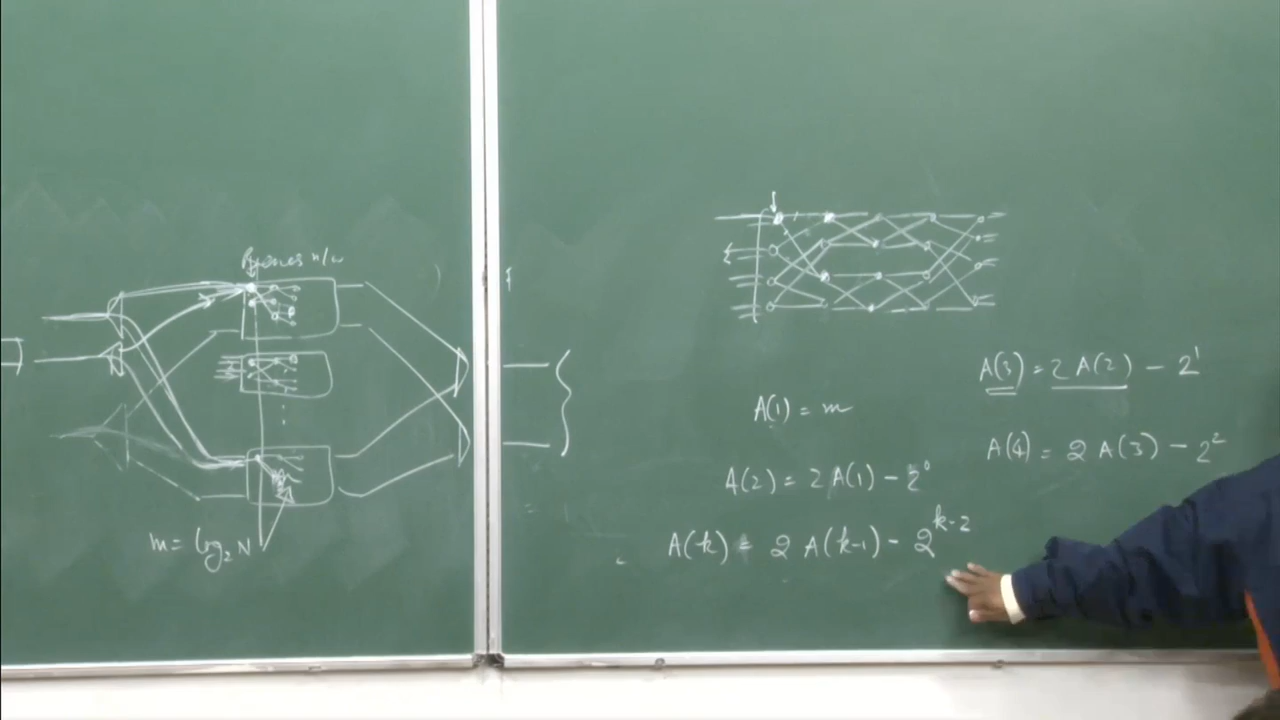 Benes n/w
m = log₂ N
A(1) = m
A(2) = 2 A(1) - 2⁰
A(k) = 2 A(k-1) - 2^(k-2)
A(3) = 2 A(2) - 2¹
A(4) = 2 A(3) - 2²